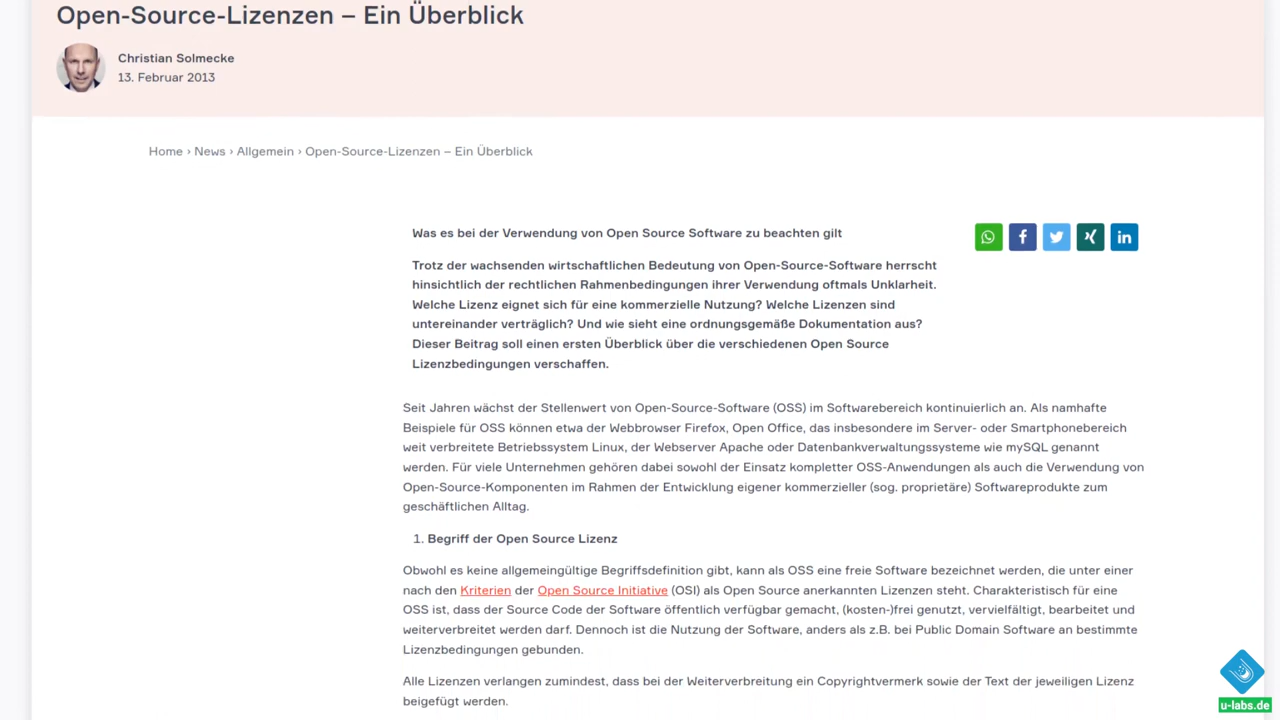 Open-Source-Lizenzen – Ein Überblick
Christian Solmecke
13. Februar 2013
Home › News › Allgemein › Open-Source-Lizenzen – Ein Überblick
Was es bei der Verwendung von Open Source Software zu beachten gilt
Trotz der wachsenden wirtschaftlichen Bedeutung von Open-Source-Software herrscht
hinsichtlich der rechtlichen Rahmenbedingungen ihrer Verwendung oftmals Unklarheit.
Welche Lizenz eignet sich für eine kommerzielle Nutzung? Welche Lizenzen sind
untereinander verträglich? Und wie sieht eine ordnungsgemäße Dokumentation aus?
Dieser Beitrag soll einen ersten Überblick über die verschiedenen Open Source
Lizenzbedingungen verschaffen.
Seit Jahren wächst der Stellenwert von Open-Source-Software (OSS) im Softwarebereich kontinuierlich an. Als namhafte
Beispiele für OSS können etwa der Webbrowser Firefox, Open Office, das insbesondere im Server- oder Smartphonebereich
weit verbreitete Betriebssystem Linux, der Webserver Apache oder Datenbankverwaltungssysteme wie mySQL genannt
werden. Für viele Unternehmen gehören dabei sowohl der Einsatz kompletter OSS-Anwendungen als auch die Verwendung von
Open-Source-Komponenten im Rahmen der Entwicklung eigener kommerzieller (sog. proprietäre) Softwareprodukte zum
geschäftlichen Alltag.
1. Begriff der Open Source Lizenz
Obwohl es keine allgemeingültige Begriffsdefinition gibt, kann als OSS eine freie Software bezeichnet werden, die unter einer
nach den Kriterien der Open Source Initiative (OSI) als Open Source anerkannten Lizenzen steht. Charakteristisch für eine
OSS ist, dass der Source Code der Software öffentlich verfügbar gemacht, (kosten-)frei genutzt, vervielfältigt, bearbeitet und
weiterverbreitet werden darf. Dennoch ist die Nutzung der Software, anders als z.B. bei Public Domain Software an bestimmte
Lizenzbedingungen gebunden.
Alle Lizenzen verlangen zumindest, dass bei der Weiterverbreitung ein Copyrightvermerk sowie der Text der jeweiligen Lizenz
beigefügt werden.
u-labs.de